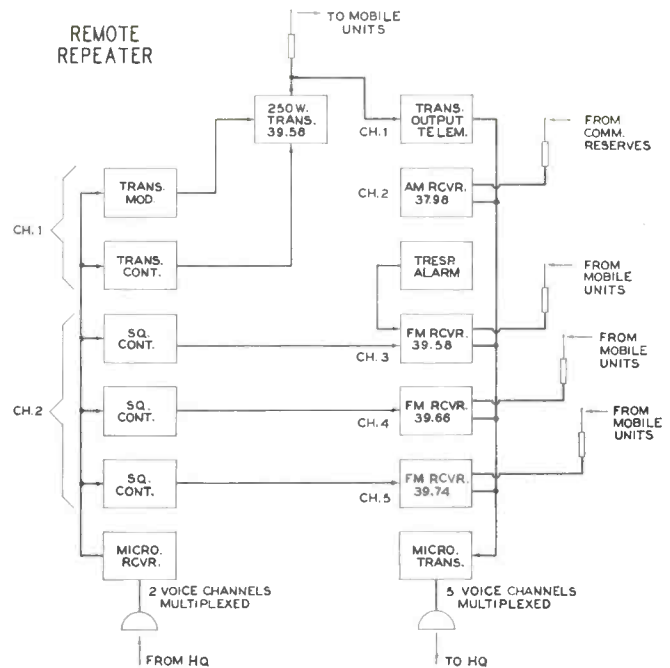 REMOTE
REPEATER
TO MOBILE
UNITS
250W.
TRANS.
39.58
CH.1
TRANS.
OUTPUT
TELEM.
FROM
COMM.
RESERVES
CH.1
TRANS.
MOD.
CH.2
AM RCVR.
37.98
TRANS.
CONT.
TRESP.
ALARM
FROM
MOBILE
UNITS
CH.2
SQ.
CONT.
CH.3
FM RCVR.
39.58
FROM
MOBILE
UNITS
SQ.
CONT.
CH.4
FM RCVR.
39.66
FROM
MOBILE
UNITS
SQ.
CONT.
CH.5
FM RCVR.
39.74
MICRO.
RCVR.
MICRO.
TRANS.
2 VOICE CHANNELS
MULTIPLEXED
5 VOICE CHANNELS
MULTIPLEXED
FROM HQ
TO HQ